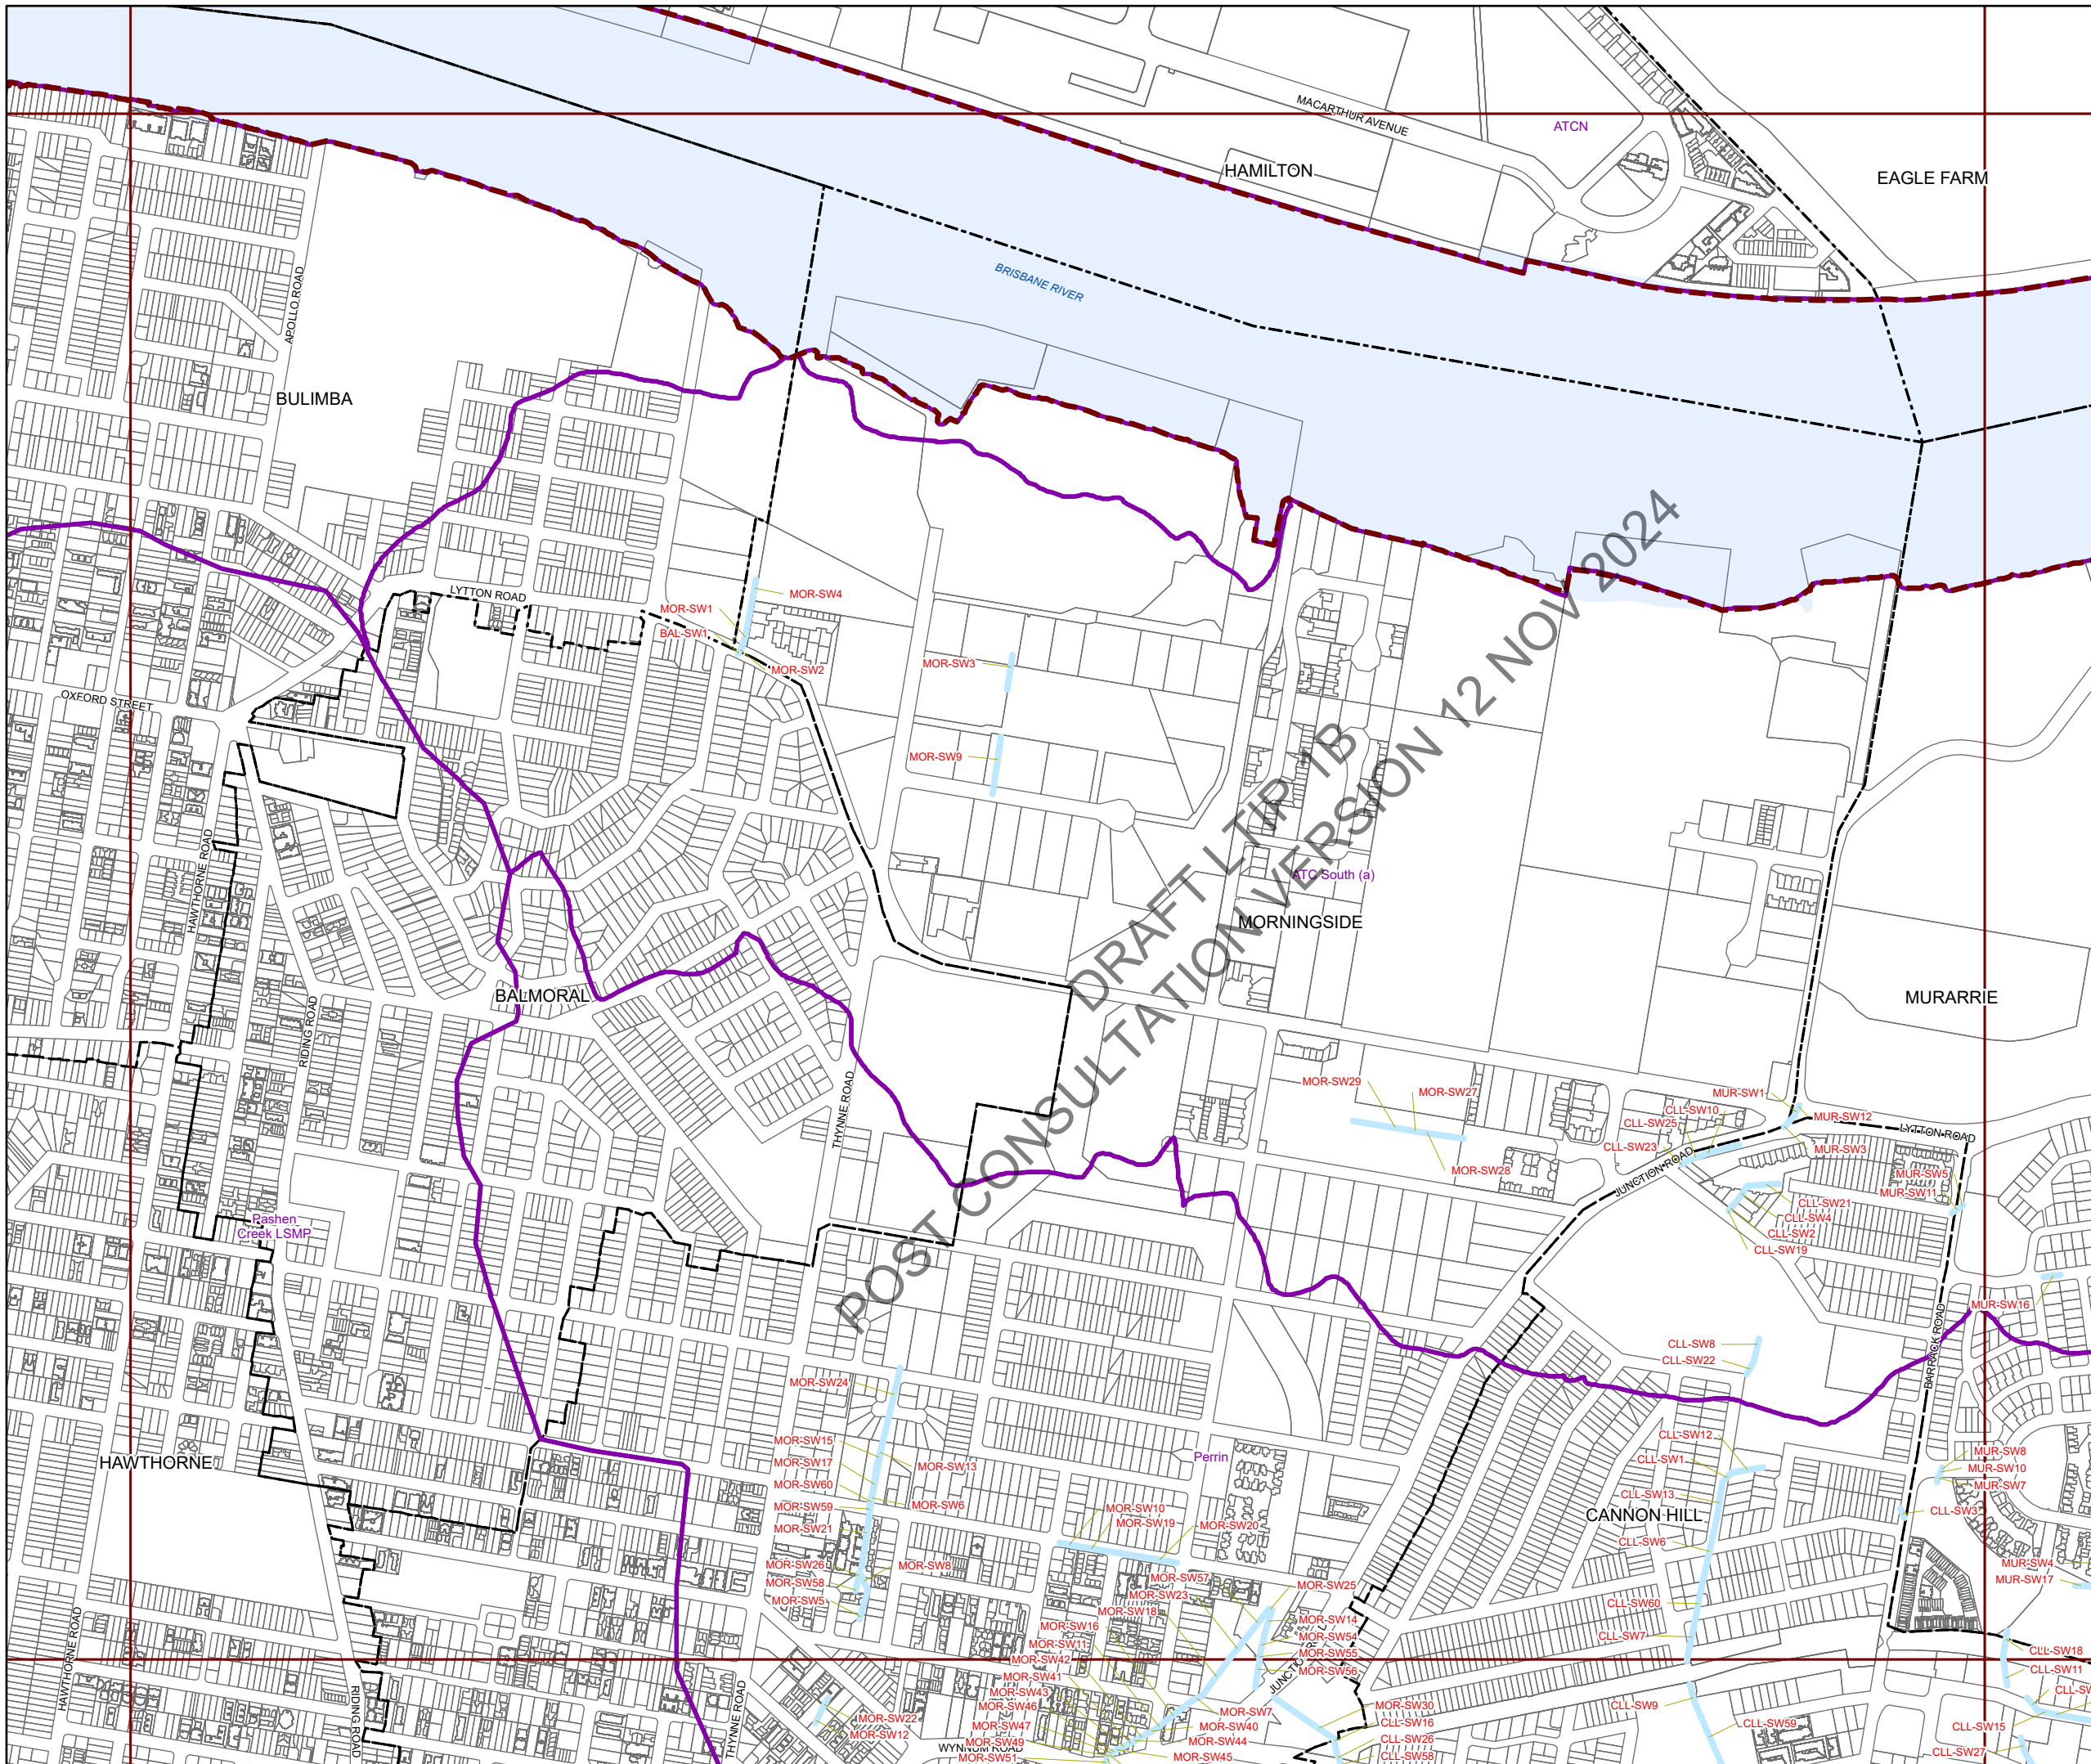 MACARTHUR AVENUE
ATCN
HAMILTON
EAGLE FARM
BRISBANE RIVER
APOLLO ROAD
BULIMBA
LYTTON ROAD
MOR-SW4
MOR-SW1
BAL-SW1
MOR-SW2
MOR-SW3
OXFORD STREET
MOR-SW9
HAWTHORNE ROAD
ATC South (a)
MORNINGSIDE
DRAFT LTIP 1B
POST CONSULTATION VERSION 12 NOV 2024
BALMORAL
MURARRIE
RIDING ROAD
THYNNE ROAD
MOR-SW29
MOR-SW27
MOR-SW28
MUR-SW1
CLL-SW10
MUR-SW12
CLL-SW25
LYTTON ROAD
CLL-SW23
MUR-SW3
JUNCTION ROAD
MUR-SW5
MUR-SW11
CLL-SW21
CLL-SW4
CLL-SW2
CLL-SW19
Pashen
Creek LSMP
MUR-SW16
BARRACK ROAD
CLL-SW8
CLL-SW22
MOR-SW24
MOR-SW15
MOR-SW17
MOR-SW13
MOR-SW60
MOR-SW6
MOR-SW59
MOR-SW21
MOR-SW26
MOR-SW8
MOR-SW58
MOR-SW5
HAWTHORNE
Perrin
CLL-SW12
CLL-SW1
CLL-SW13
CANNON HILL
CLL-SW6
CLL-SW60
CLL-SW7
MUR-SW8
MUR-SW10
MUR-SW7
CLL-SW3
MUR-SW4
MUR-SW17
MOR-SW10
MOR-SW19
MOR-SW20
MOR-SW57
MOR-SW25
MOR-SW23
MOR-SW18
MOR-SW14
MOR-SW16
MOR-SW54
MOR-SW11
MOR-SW55
MOR-SW42
MOR-SW56
MOR-SW41
MOR-SW43
MOR-SW46
MOR-SW47
MOR-SW49
MOR-SW51
MOR-SW7
MOR-SW40
MOR-SW44
MOR-SW45
MOR-SW30
CLL-SW16
CLL-SW26
CLL-SW58
CLL-SW9
CLL-SW59
CLL-SW18
CLL-SW11
CLL-SW15
CLL-SW27
HAWTHORNE ROAD
RIDING ROAD
THYNNE ROAD
MOR-SW22
MOR-SW12
WYNNUM ROAD